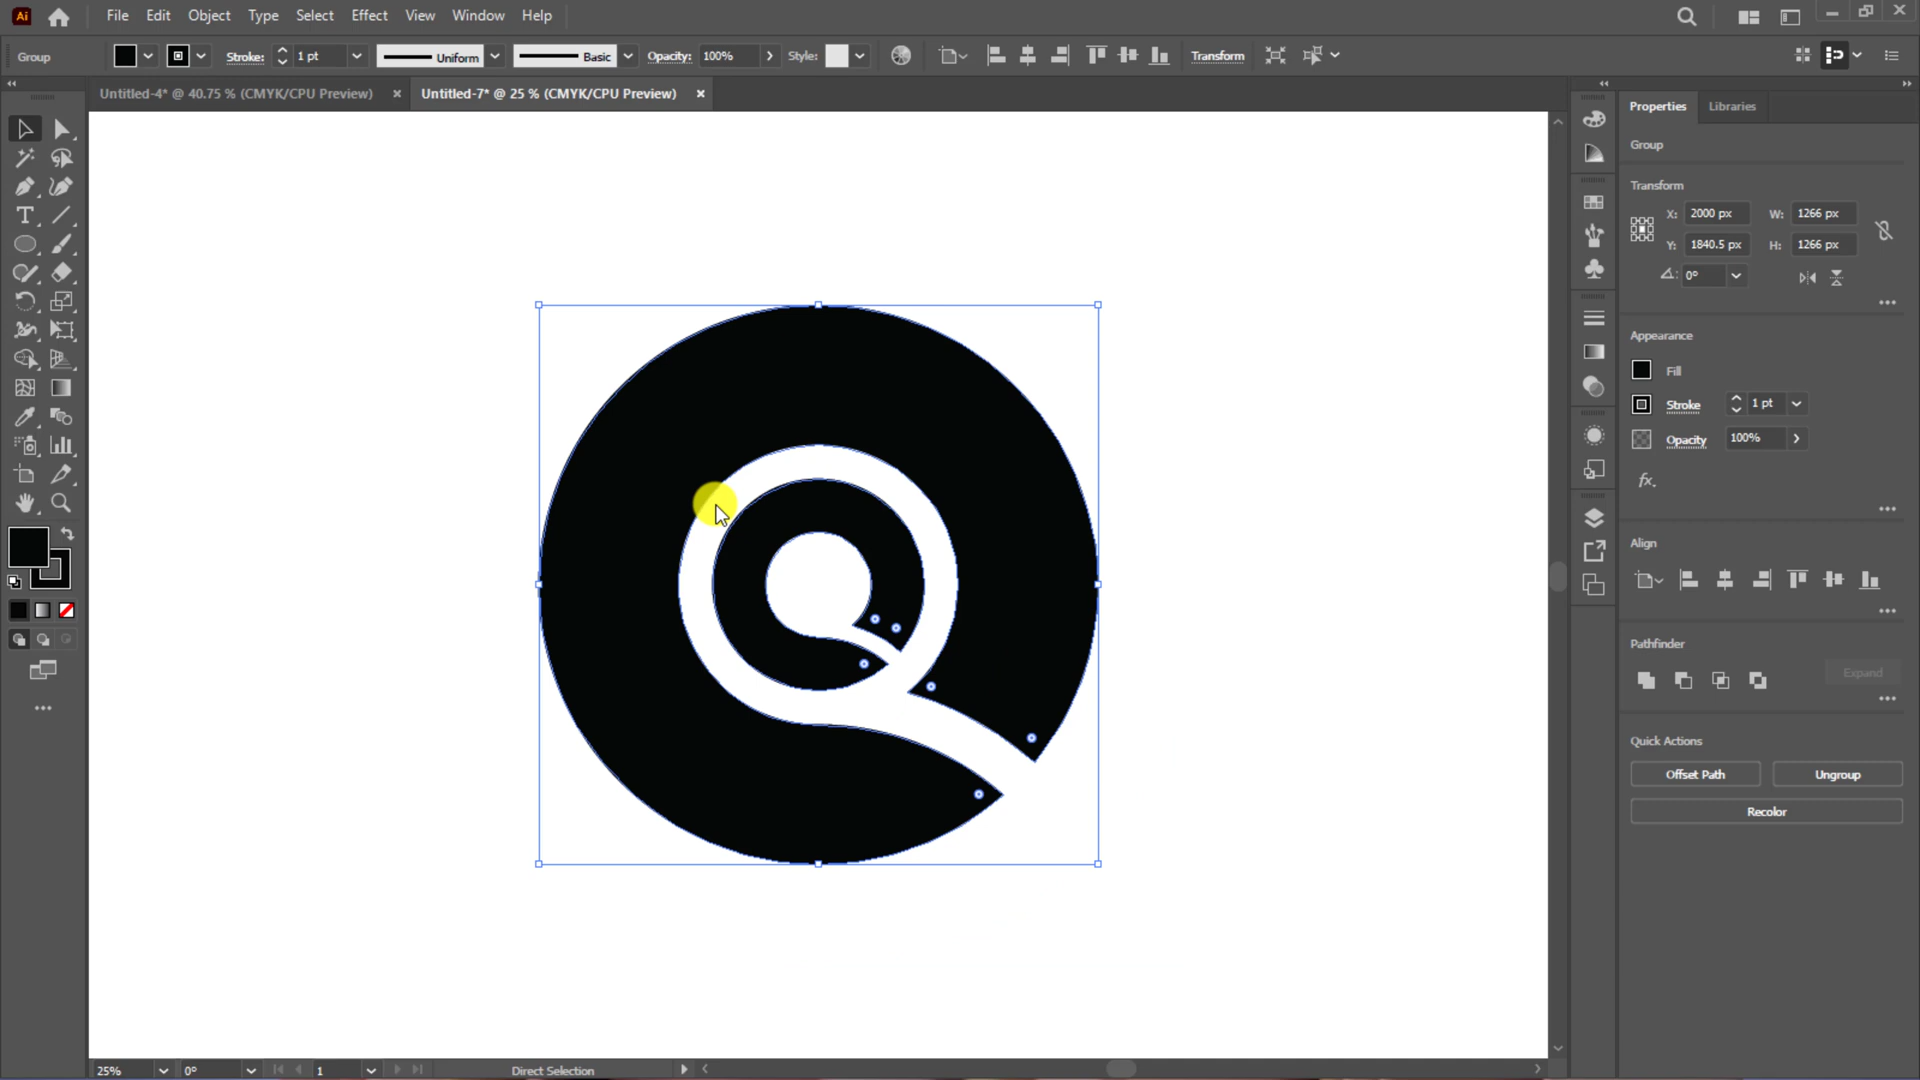 Ai File Edit Object Type Select Effect View Window Help
Group Stroke: 1 pt Uniform Basic Opacity: 100% Style: Transform
Untitled-4* @ 40.75 % (CMYK/CPU Preview) × Untitled-7* @ 25 % (CMYK/CPU Preview) ×
Properties Libraries
Group
Transform
X: 2000 px W: 1266 px
Y: 1840.5 px H: 1266 px
0°
Appearance
Fill
Stroke 1 pt
Opacity 100%
fx.
Align
Pathfinder
Expand
Quick Actions
Offset Path Ungroup
Recolor
25% 0° 1 Direct Selection